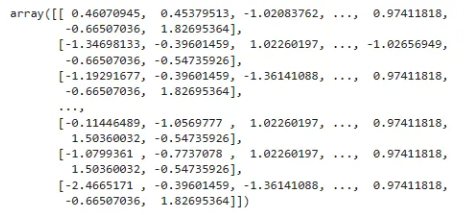 array([[ 0.46070945,  0.45379513, -1.02083762, ...,  0.97411818,
        -0.66507036,  1.82695364],
       [-1.34698133, -0.39601459,  1.02260197, ..., -1.02656949,
        -0.66507036, -0.54735926],
       [-1.19291677, -0.39601459, -1.36141088, ...,  0.97411818,
        -0.66507036,  1.82695364],
       ...,
       [-0.11446489, -1.0569777 ,  1.02260197, ...,  0.97411818,
         1.50360032, -0.54735926],
       [-1.0799361 , -0.7737078 ,  1.02260197, ...,  0.97411818,
         1.50360032, -0.54735926],
       [-2.4665171 , -0.39601459, -1.36141088, ...,  0.97411818,
        -0.66507036,  1.82695364]])